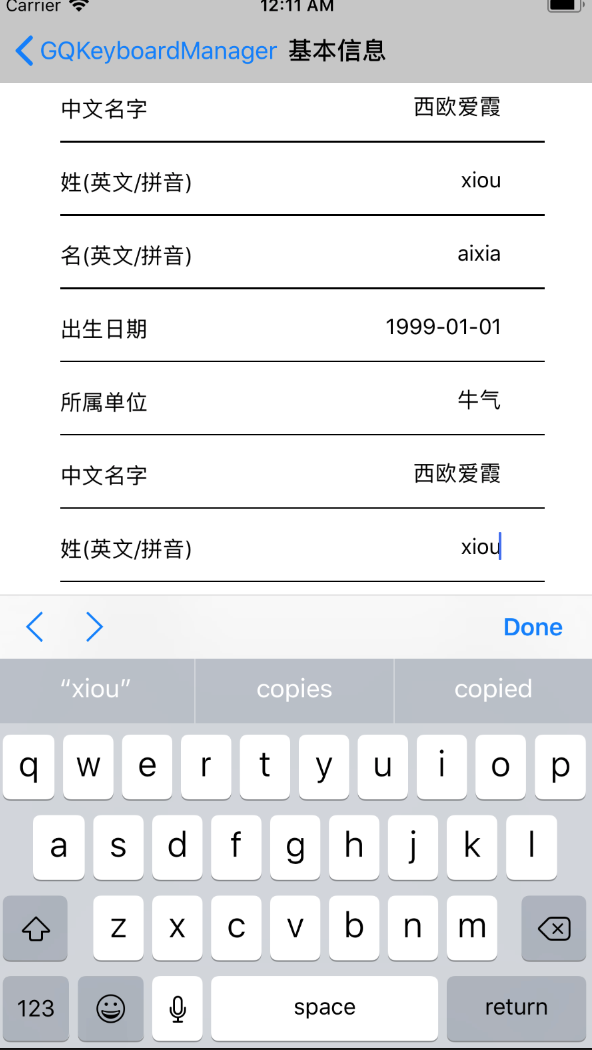 Carrier 12:11 AM
GQKeyboardManager 基本信息
中文名字 西欧爱霞
姓(英文/拼音) xiou
名(英文/拼音) aixia
出生日期 1999-01-01
所属单位 牛气
中文名字 西欧爱霞
姓(英文/拼音) xiou
Done
“xiou” copies copied
q w e r t y u i o p
a s d f g h j k l
z x c v b n m
123 space return